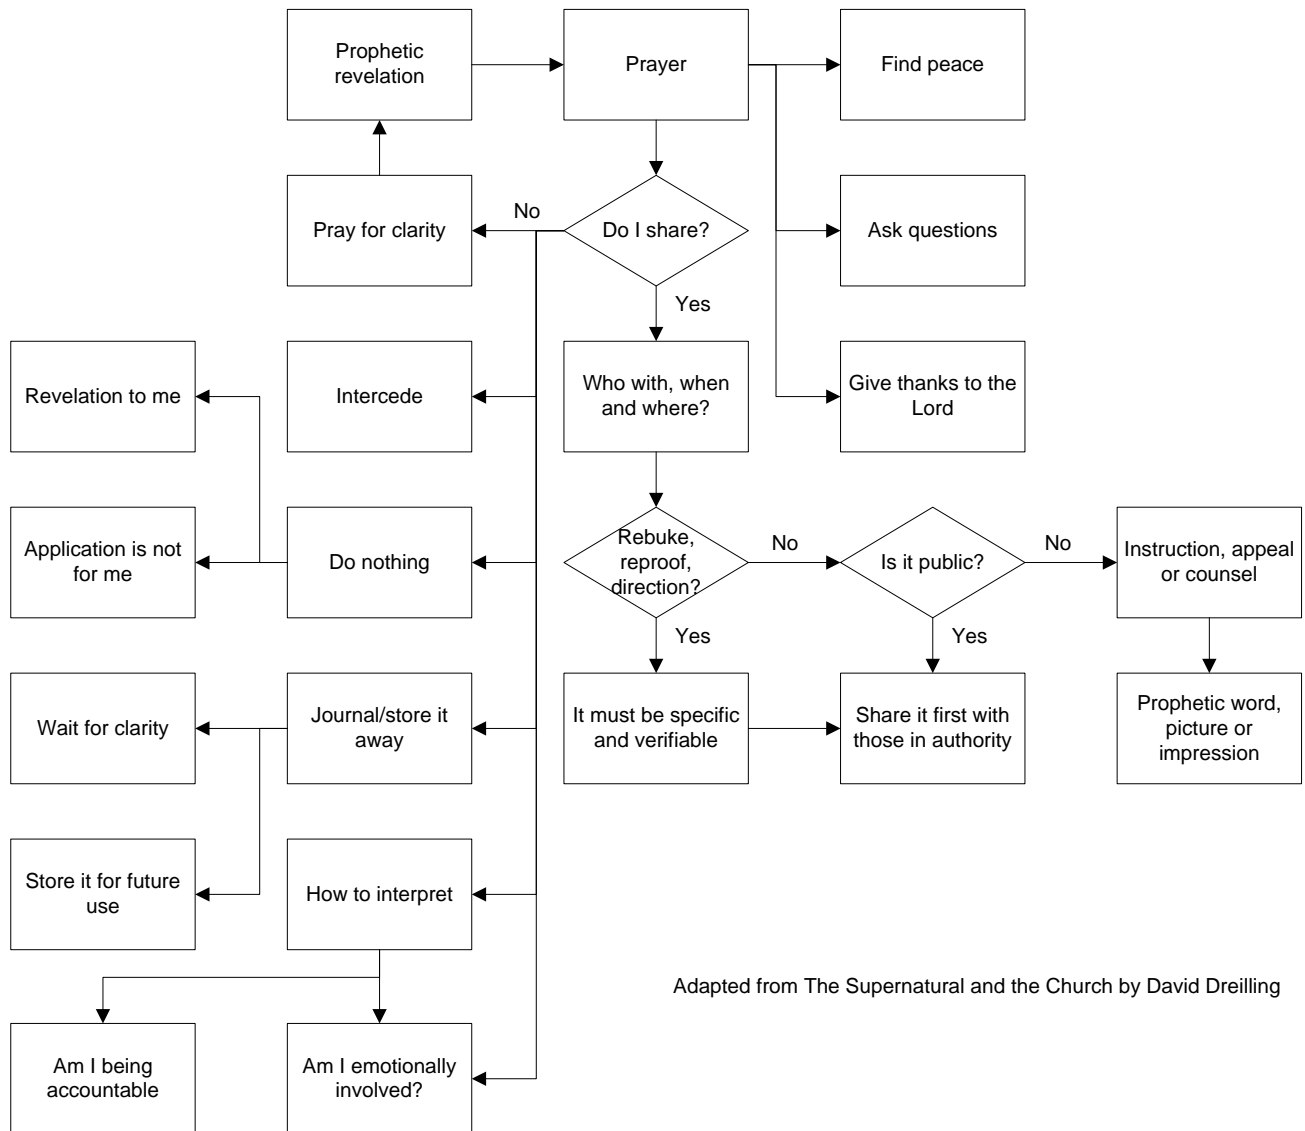 Prophetic
revelation
Prayer
Find peace
Pray for clarity
No
Do I share?
Ask questions
Yes
Revelation to me
Intercede
Who with, when
and where?
Give thanks to the
Lord
Application is not
for me
Do nothing
Rebuke,
reproof,
direction?
No
Is it public?
No
Instruction, appeal
or counsel
Yes
Yes
Wait for clarity
Journal/store it
away
It must be specific
and verifiable
Share it first with
those in authority
Prophetic word,
picture or
impression
Store it for future
use
How to interpret
Adapted from The Supernatural and the Church by David Dreilling
Am I being
accountable
Am I emotionally
involved?